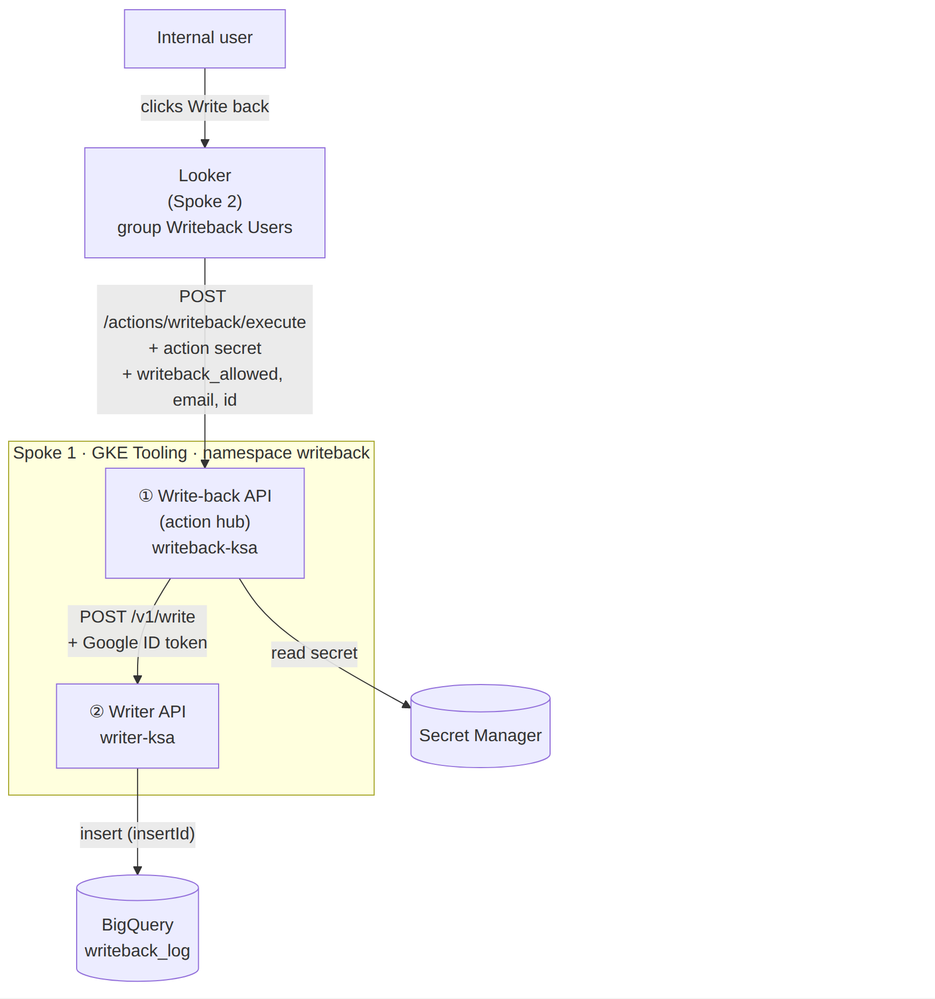 Internal user
clicks Write back
Looker
(Spoke 2)
group Writeback Users
POST
/actions/writeback/execute
+ action secret
+ writeback_allowed,
email, id
Spoke 1 · GKE Tooling · namespace writeback
① Write-back API
(action hub)
writeback-ksa
POST /v1/write
+ Google ID token
read secret
② Writer API
writer-ksa
Secret Manager
insert (insertId)
BigQuery
writeback_log